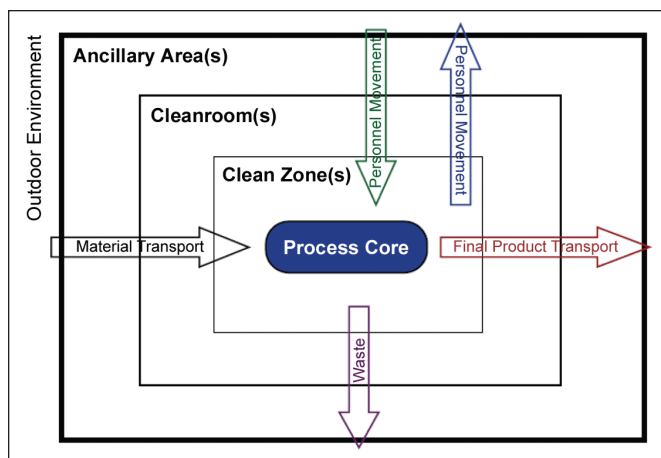 Outdoor Environment
Ancillary Area(s)
Cleanroom(s)
Clean Zone(s)
Personnel Movement
Personnel Movement
Material Transport
Process Core
Final Product Transport
Waste